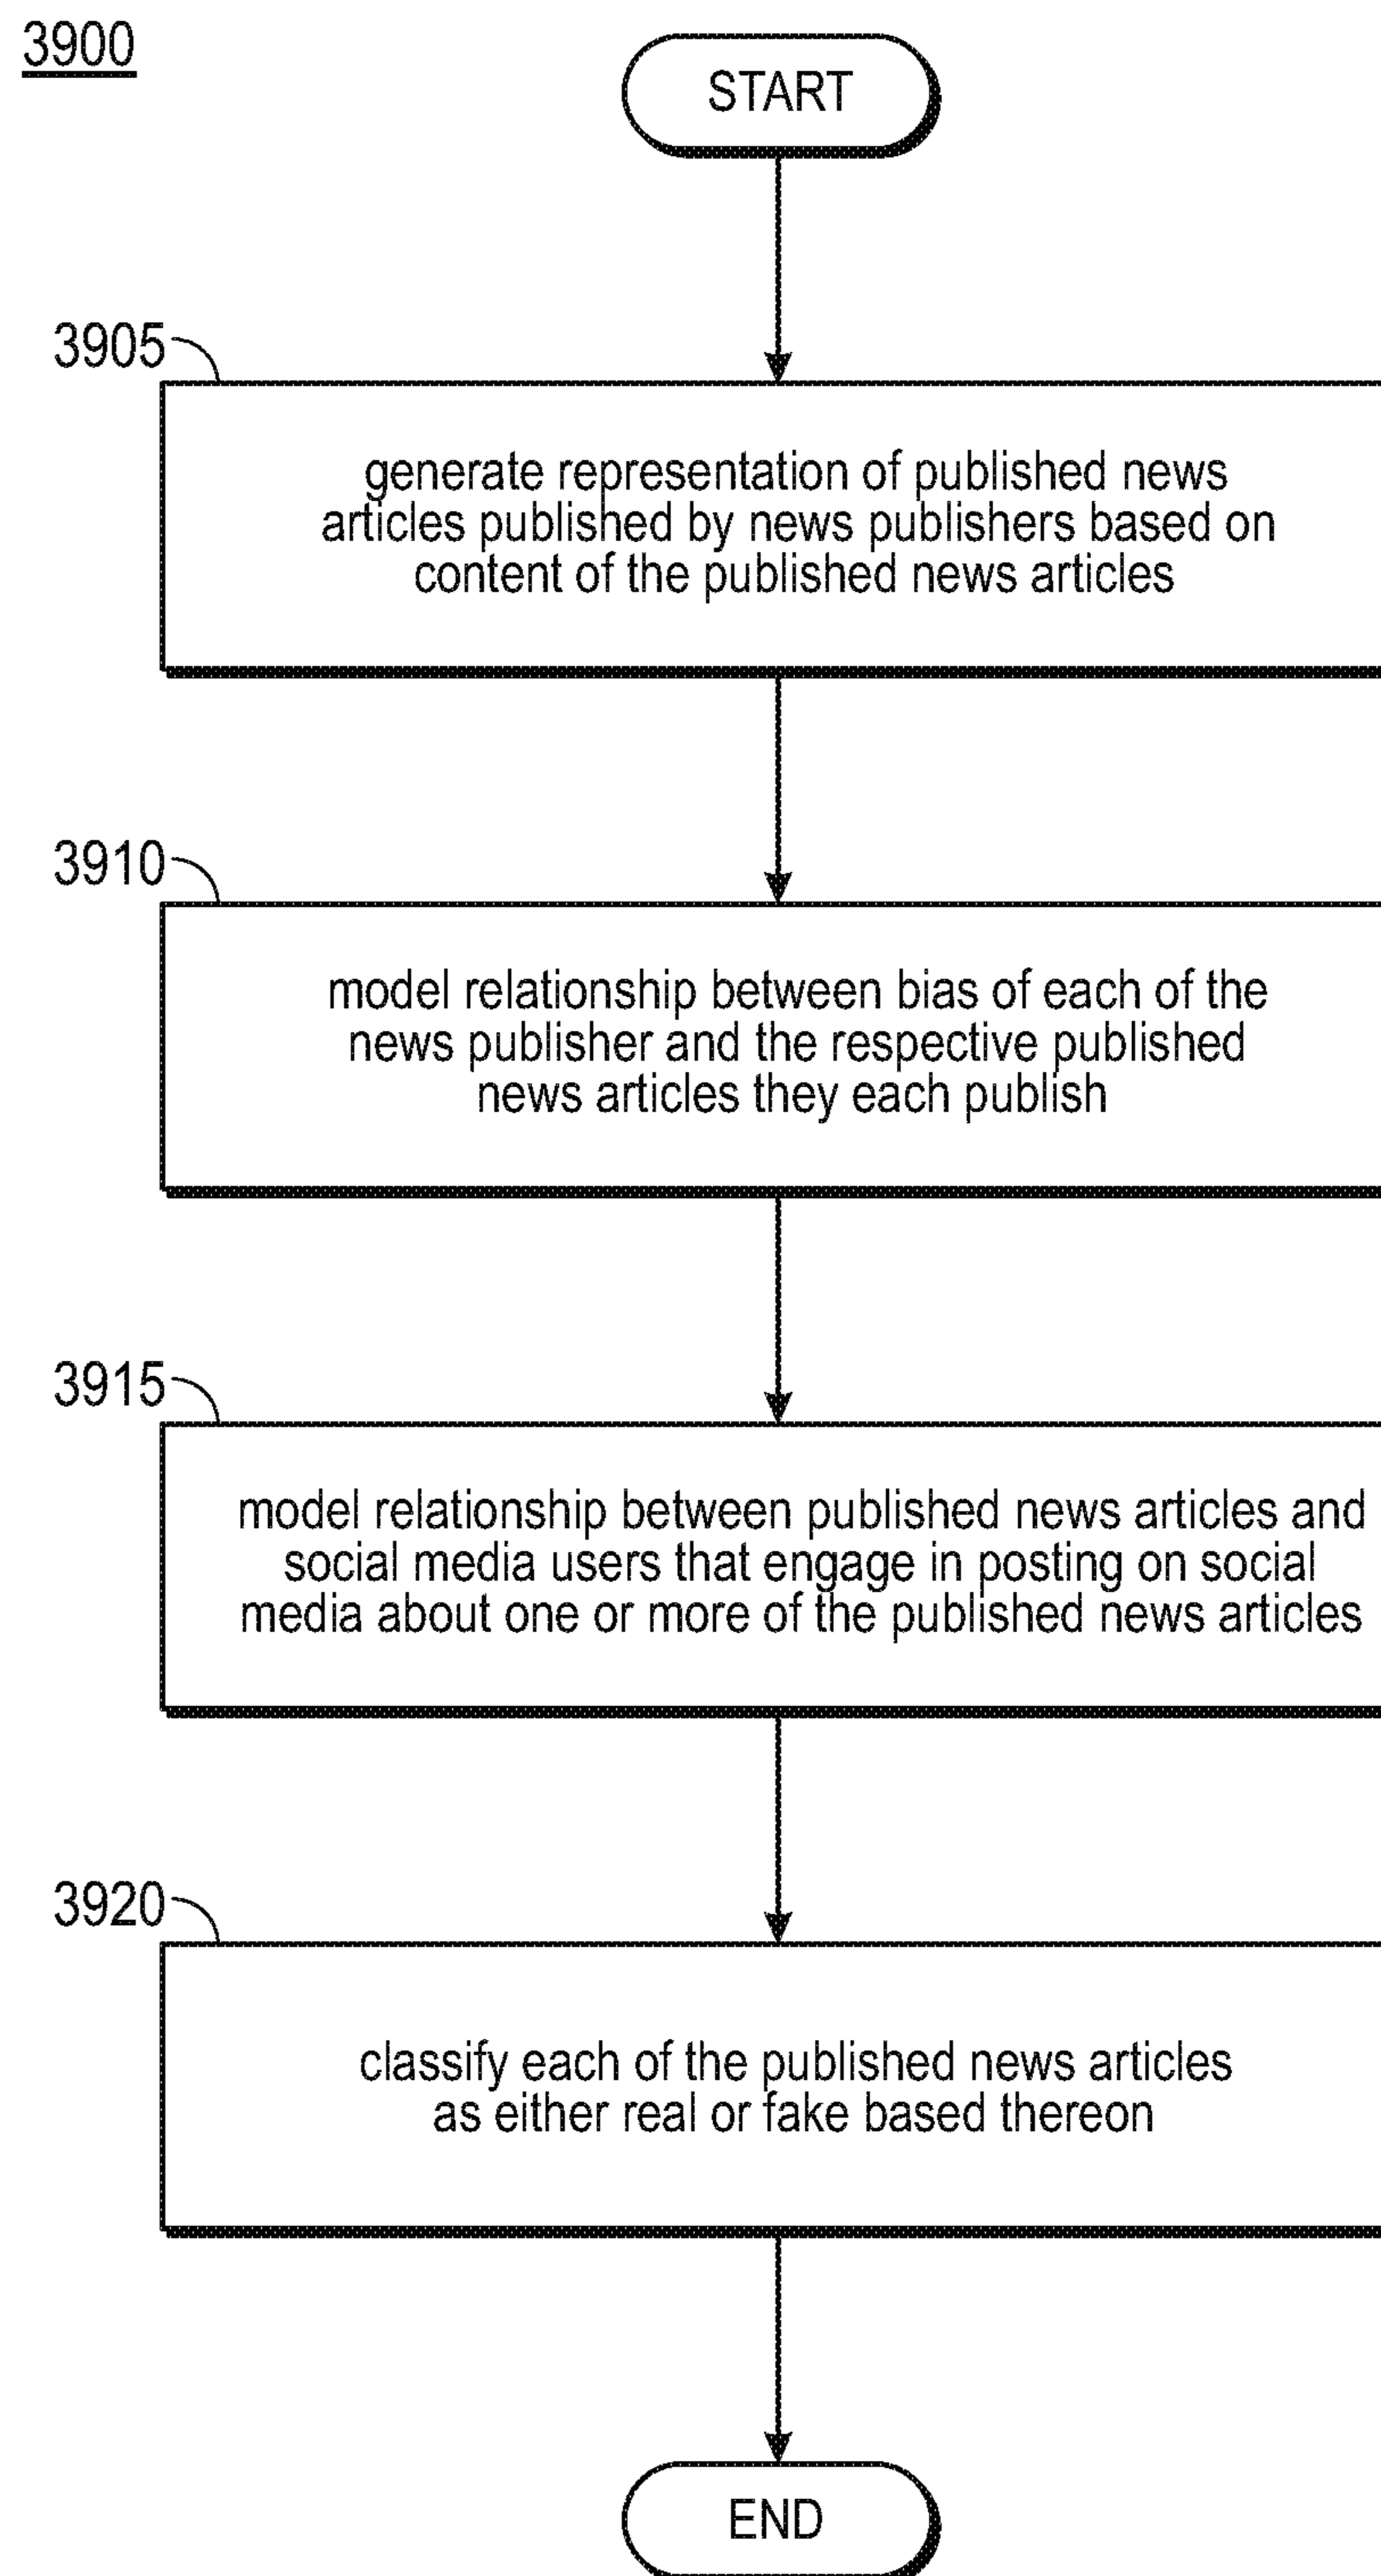 3900
START
3905
generate representation of published news
articles published by news publishers based on
content of the published news articles
3910
model relationship between bias of each of the
news publisher and the respective published
news articles they each publish
3915
model relationship between published news articles and
social media users that engage in posting on social
media about one or more of the published news articles
3920
classify each of the published news articles
as either real or fake based thereon
END